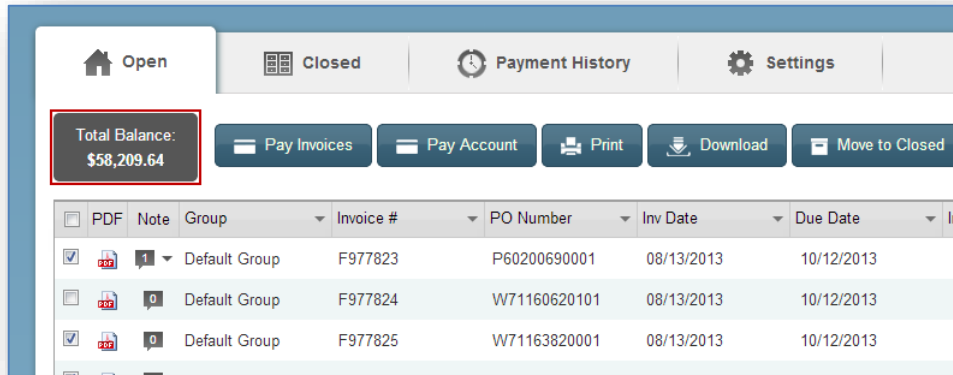 Open Closed Payment History Settings
Total Balance:
$58,209.64
Pay Invoices Pay Account Print Download Move to Closed
PDF Note Group Invoice # PO Number Inv Date Due Date
PDF 1 Default Group F977823 P60200690001 08/13/2013 10/12/2013
PDF 0 Default Group F977824 W71160620101 08/13/2013 10/12/2013
PDF 0 Default Group F977825 W71163820001 08/13/2013 10/12/2013